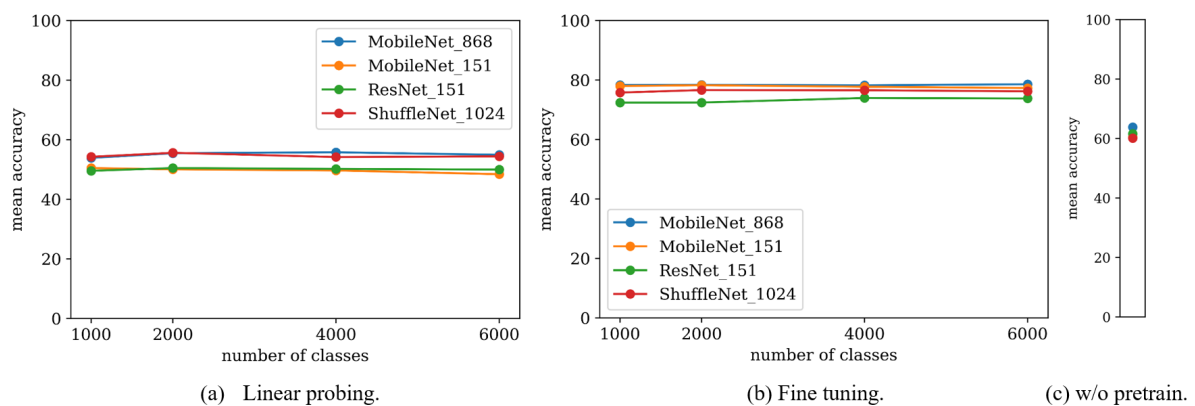 100
80
60
40
20
0
mean accuracy
MobileNet_868
MobileNet_151
ResNet_151
ShuffleNet_1024
1000 2000 4000 6000
number of classes
(a) Linear probing.
100
80
60
40
20
0
mean accuracy
MobileNet_868
MobileNet_151
ResNet_151
ShuffleNet_1024
1000 2000 4000 6000
number of classes
(b) Fine tuning.
100
80
60
40
20
0
mean accuracy
(c) w/o pretrain.